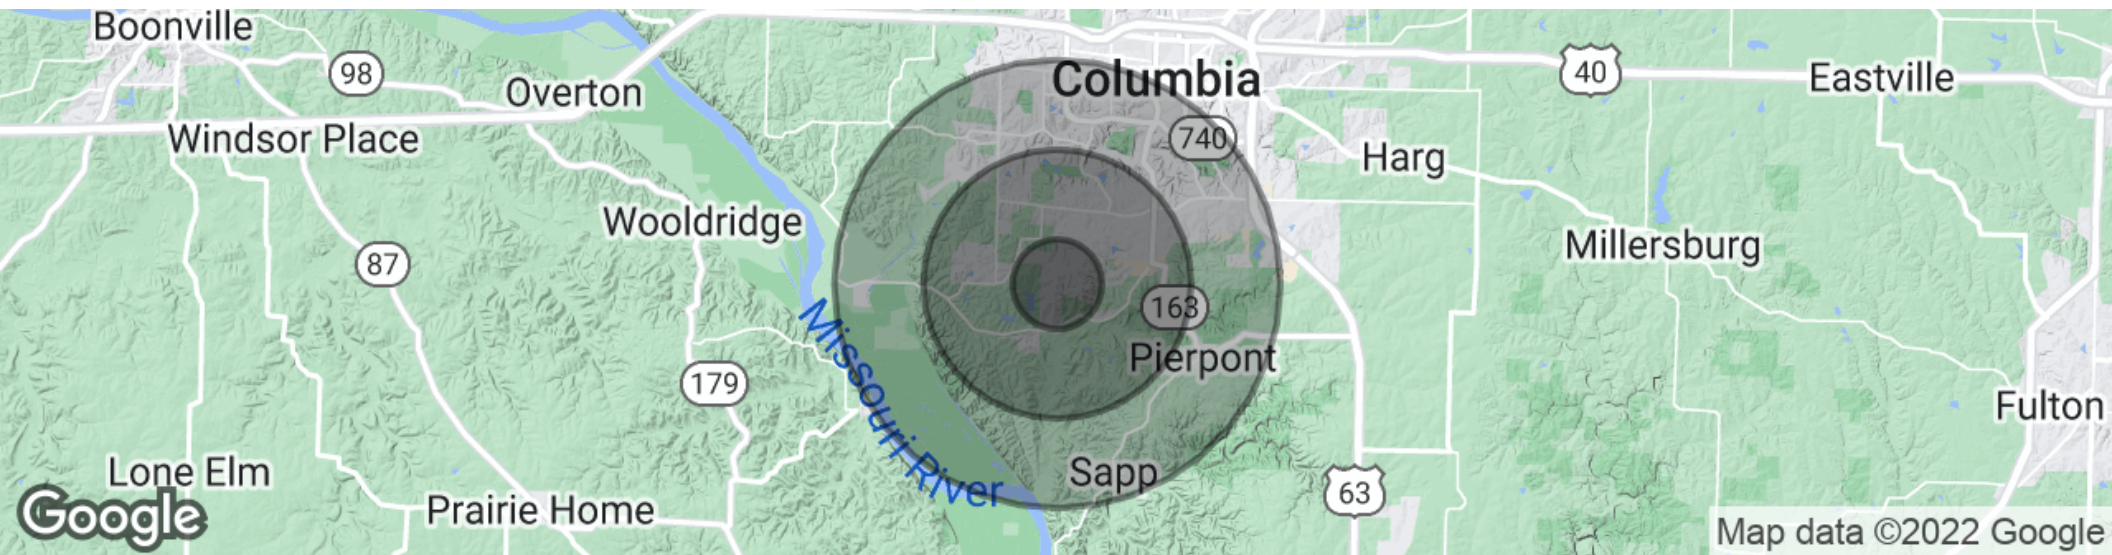 Boonville
Columbia
98
40
Eastville
Overton
Windsor Place
740
Harg
Wooldridge
Millersburg
87
163
Missouri River
Pierpont
179
Fulton
Lone Elm
Sapp
63
Prairie Home
Google
Map data ©2022 Google